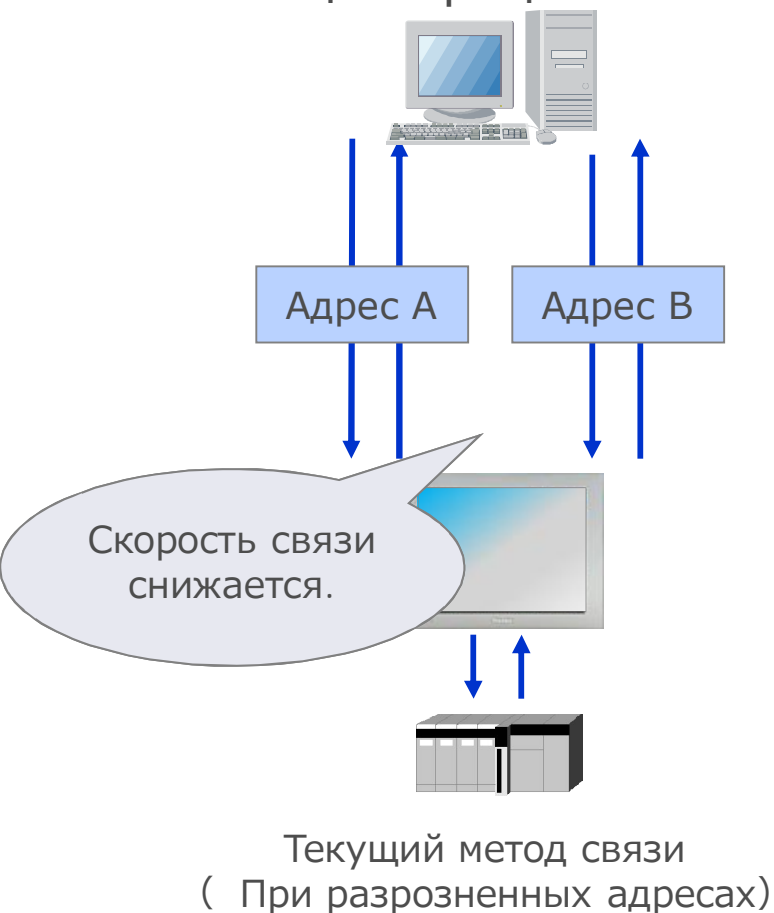 Адрес A
Адрес B
Скорость связи
снижается.
Текущий метод связи
( При разрозненных адресах)